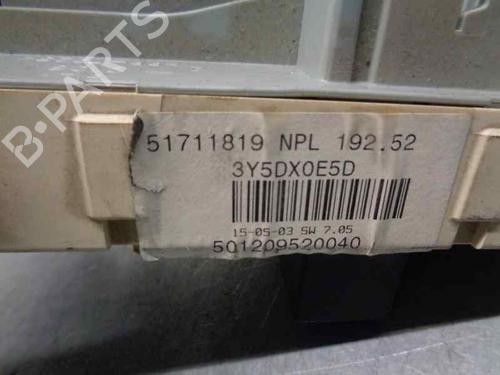 51711819 NPL 192.52
3Y5DX0E5D
15-05-03 SW 7.05
501209520040
B-PARTS